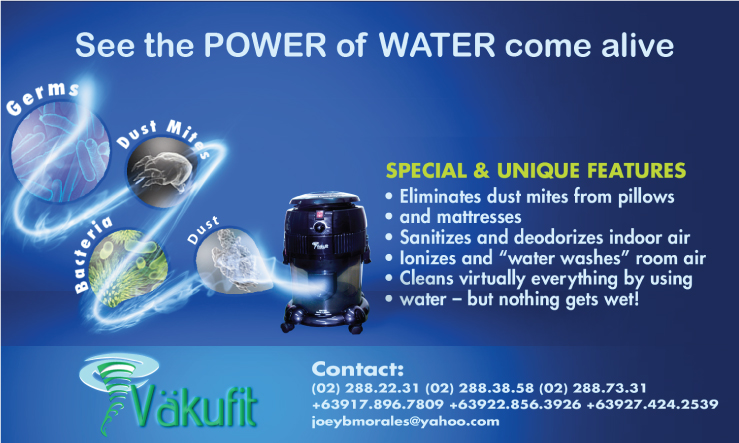 See the POWER of WATER come alive
Germs
Dust Mites
Bacteria
Dust
Väkufit
SPECIAL & UNIQUE FEATURES
• Eliminates dust mites from pillows
• and mattresses
• Sanitizes and deodorizes indoor air
• Ionizes and “water washes” room air
• Cleans virtually everything by using
• water – but nothing gets wet!
Väkufit
Contact:
(02) 288.22.31 (02) 288.38.58 (02) 288.73.31
+63917.896.7809 +63922.856.3926 +63927.424.2539
joeybmorales@yahoo.com